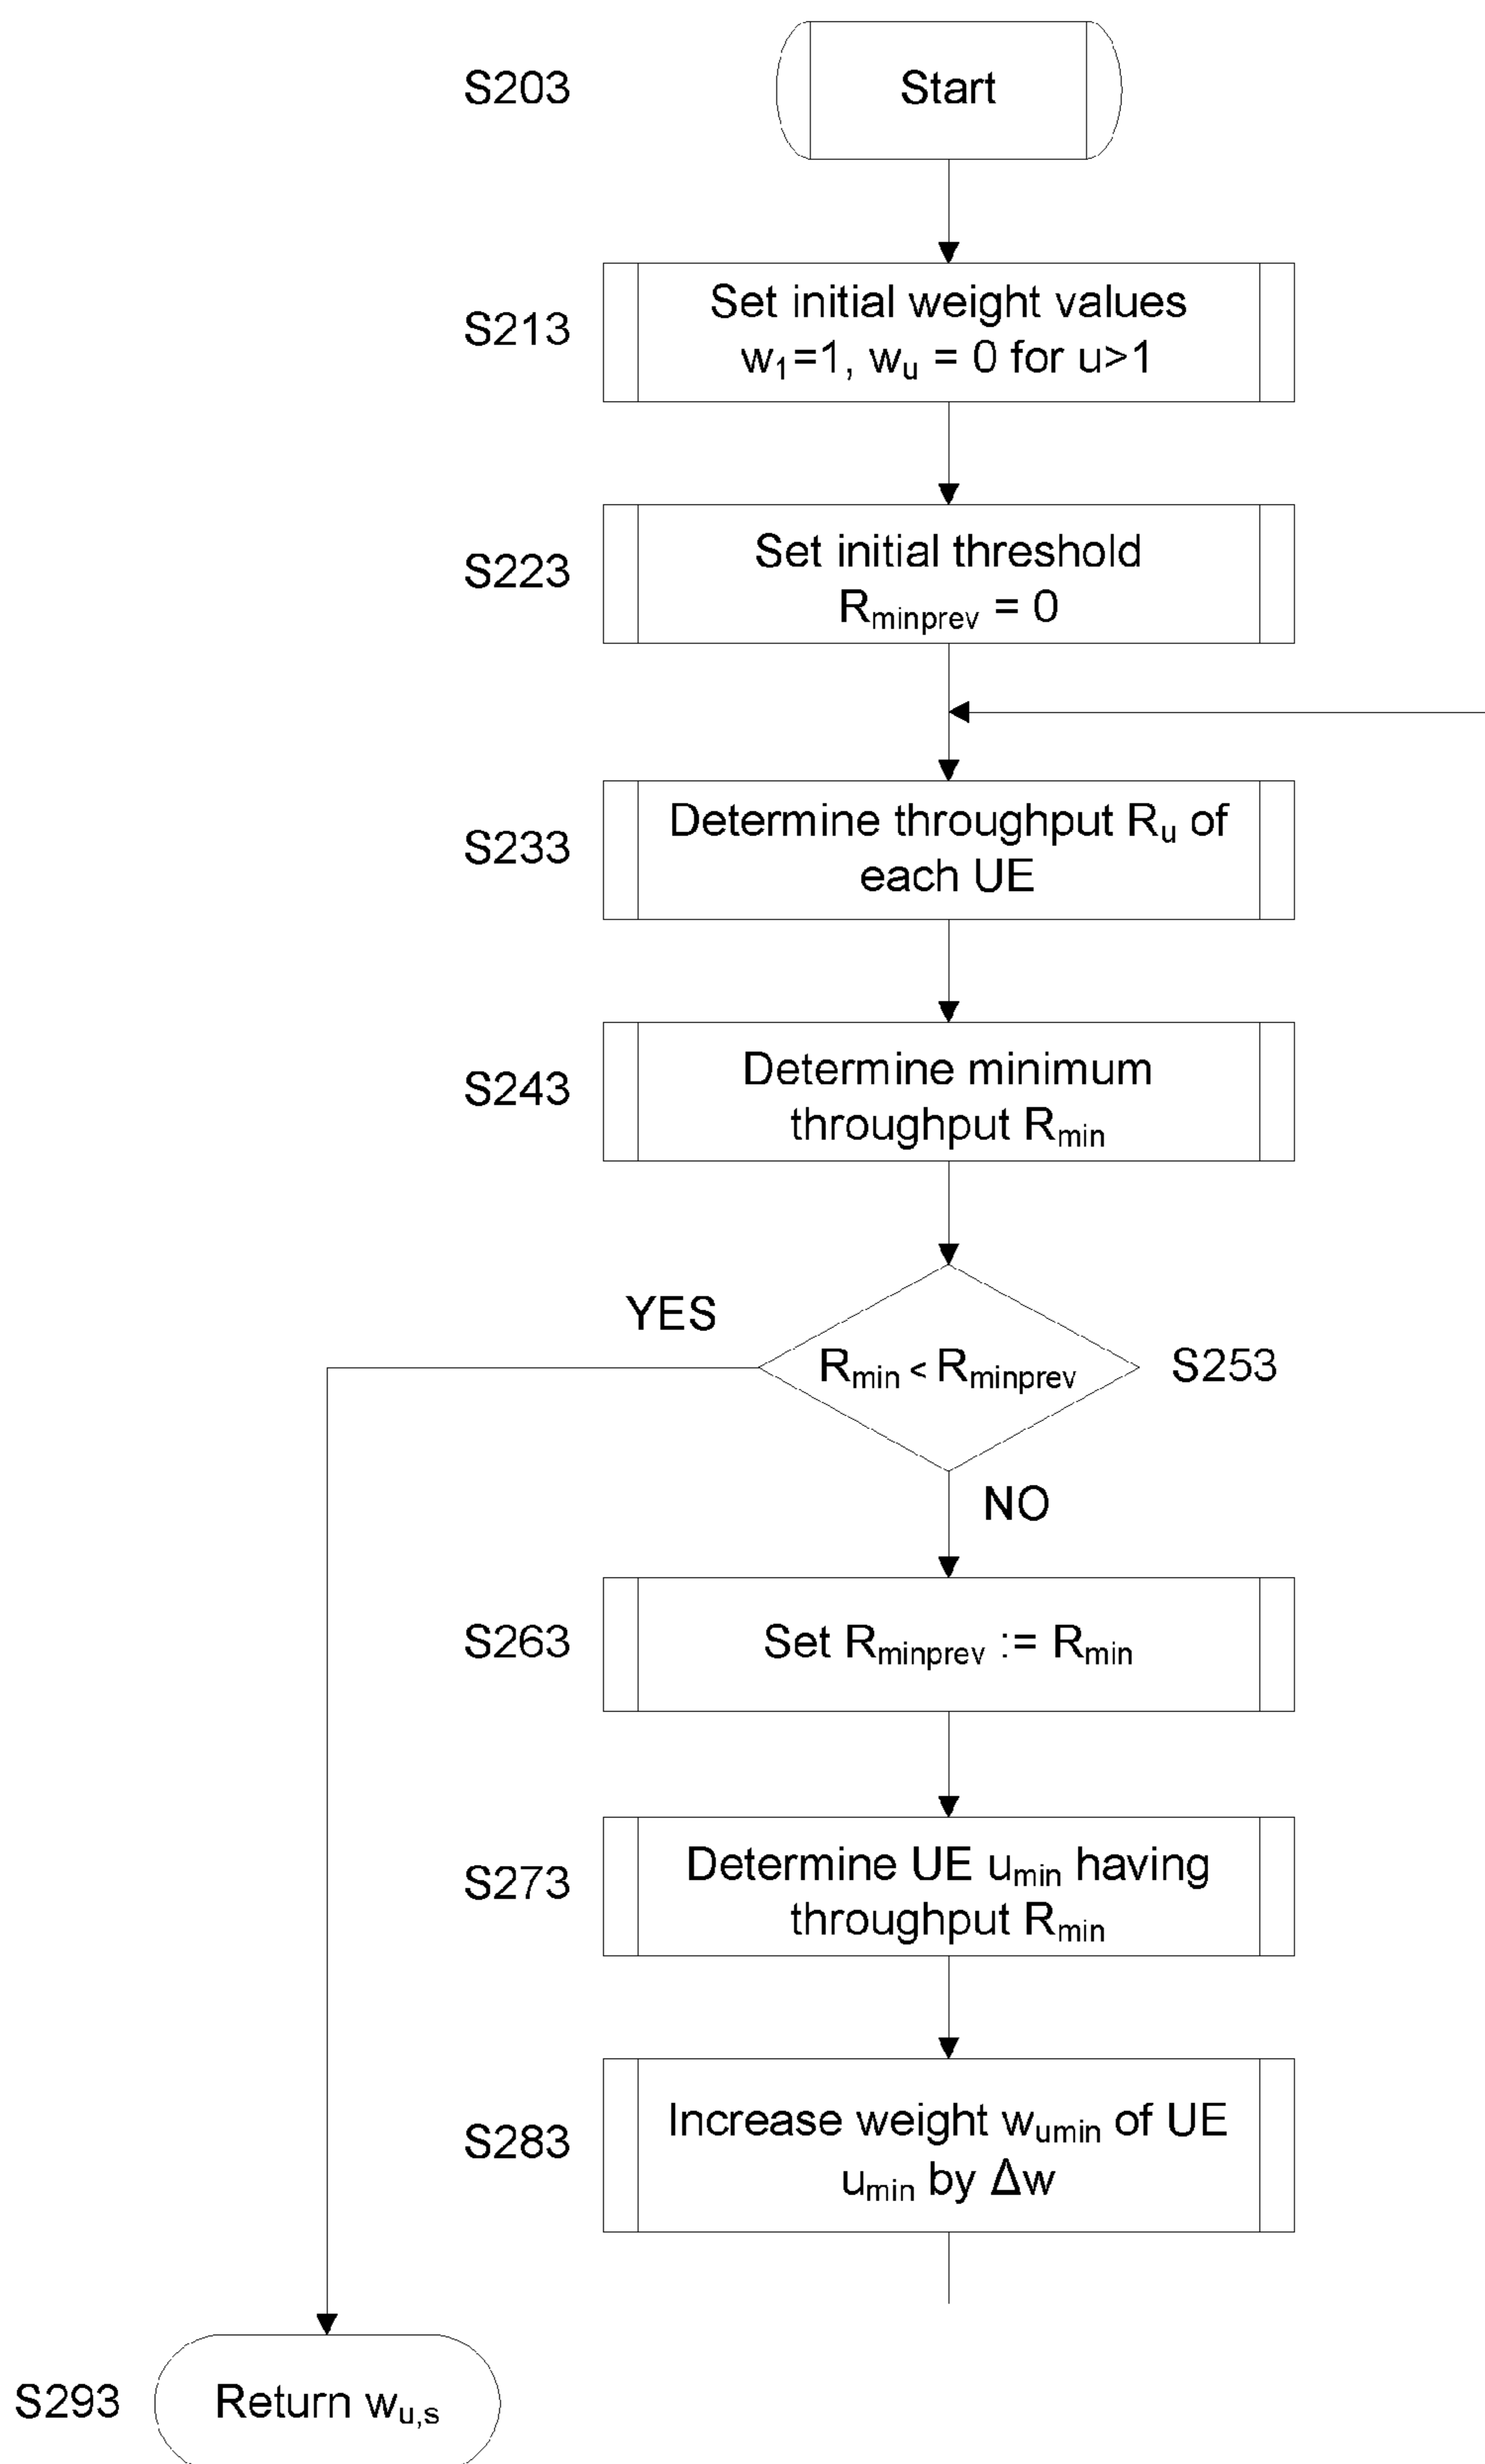 S203
Start
S213
Set initial weight values
w₁=1, wᵤ = 0 for u>1
S223
Set initial threshold
Rminprev = 0
S233
Determine throughput Rᵤ of
each UE
S243
Determine minimum
throughput Rmin
YES
Rmin < Rminprev
S253
NO
S263
Set Rminprev := Rmin
S273
Determine UE umin having
throughput Rmin
S283
Increase weight wumin of UE
umin by Δw
S293
Return wu,s